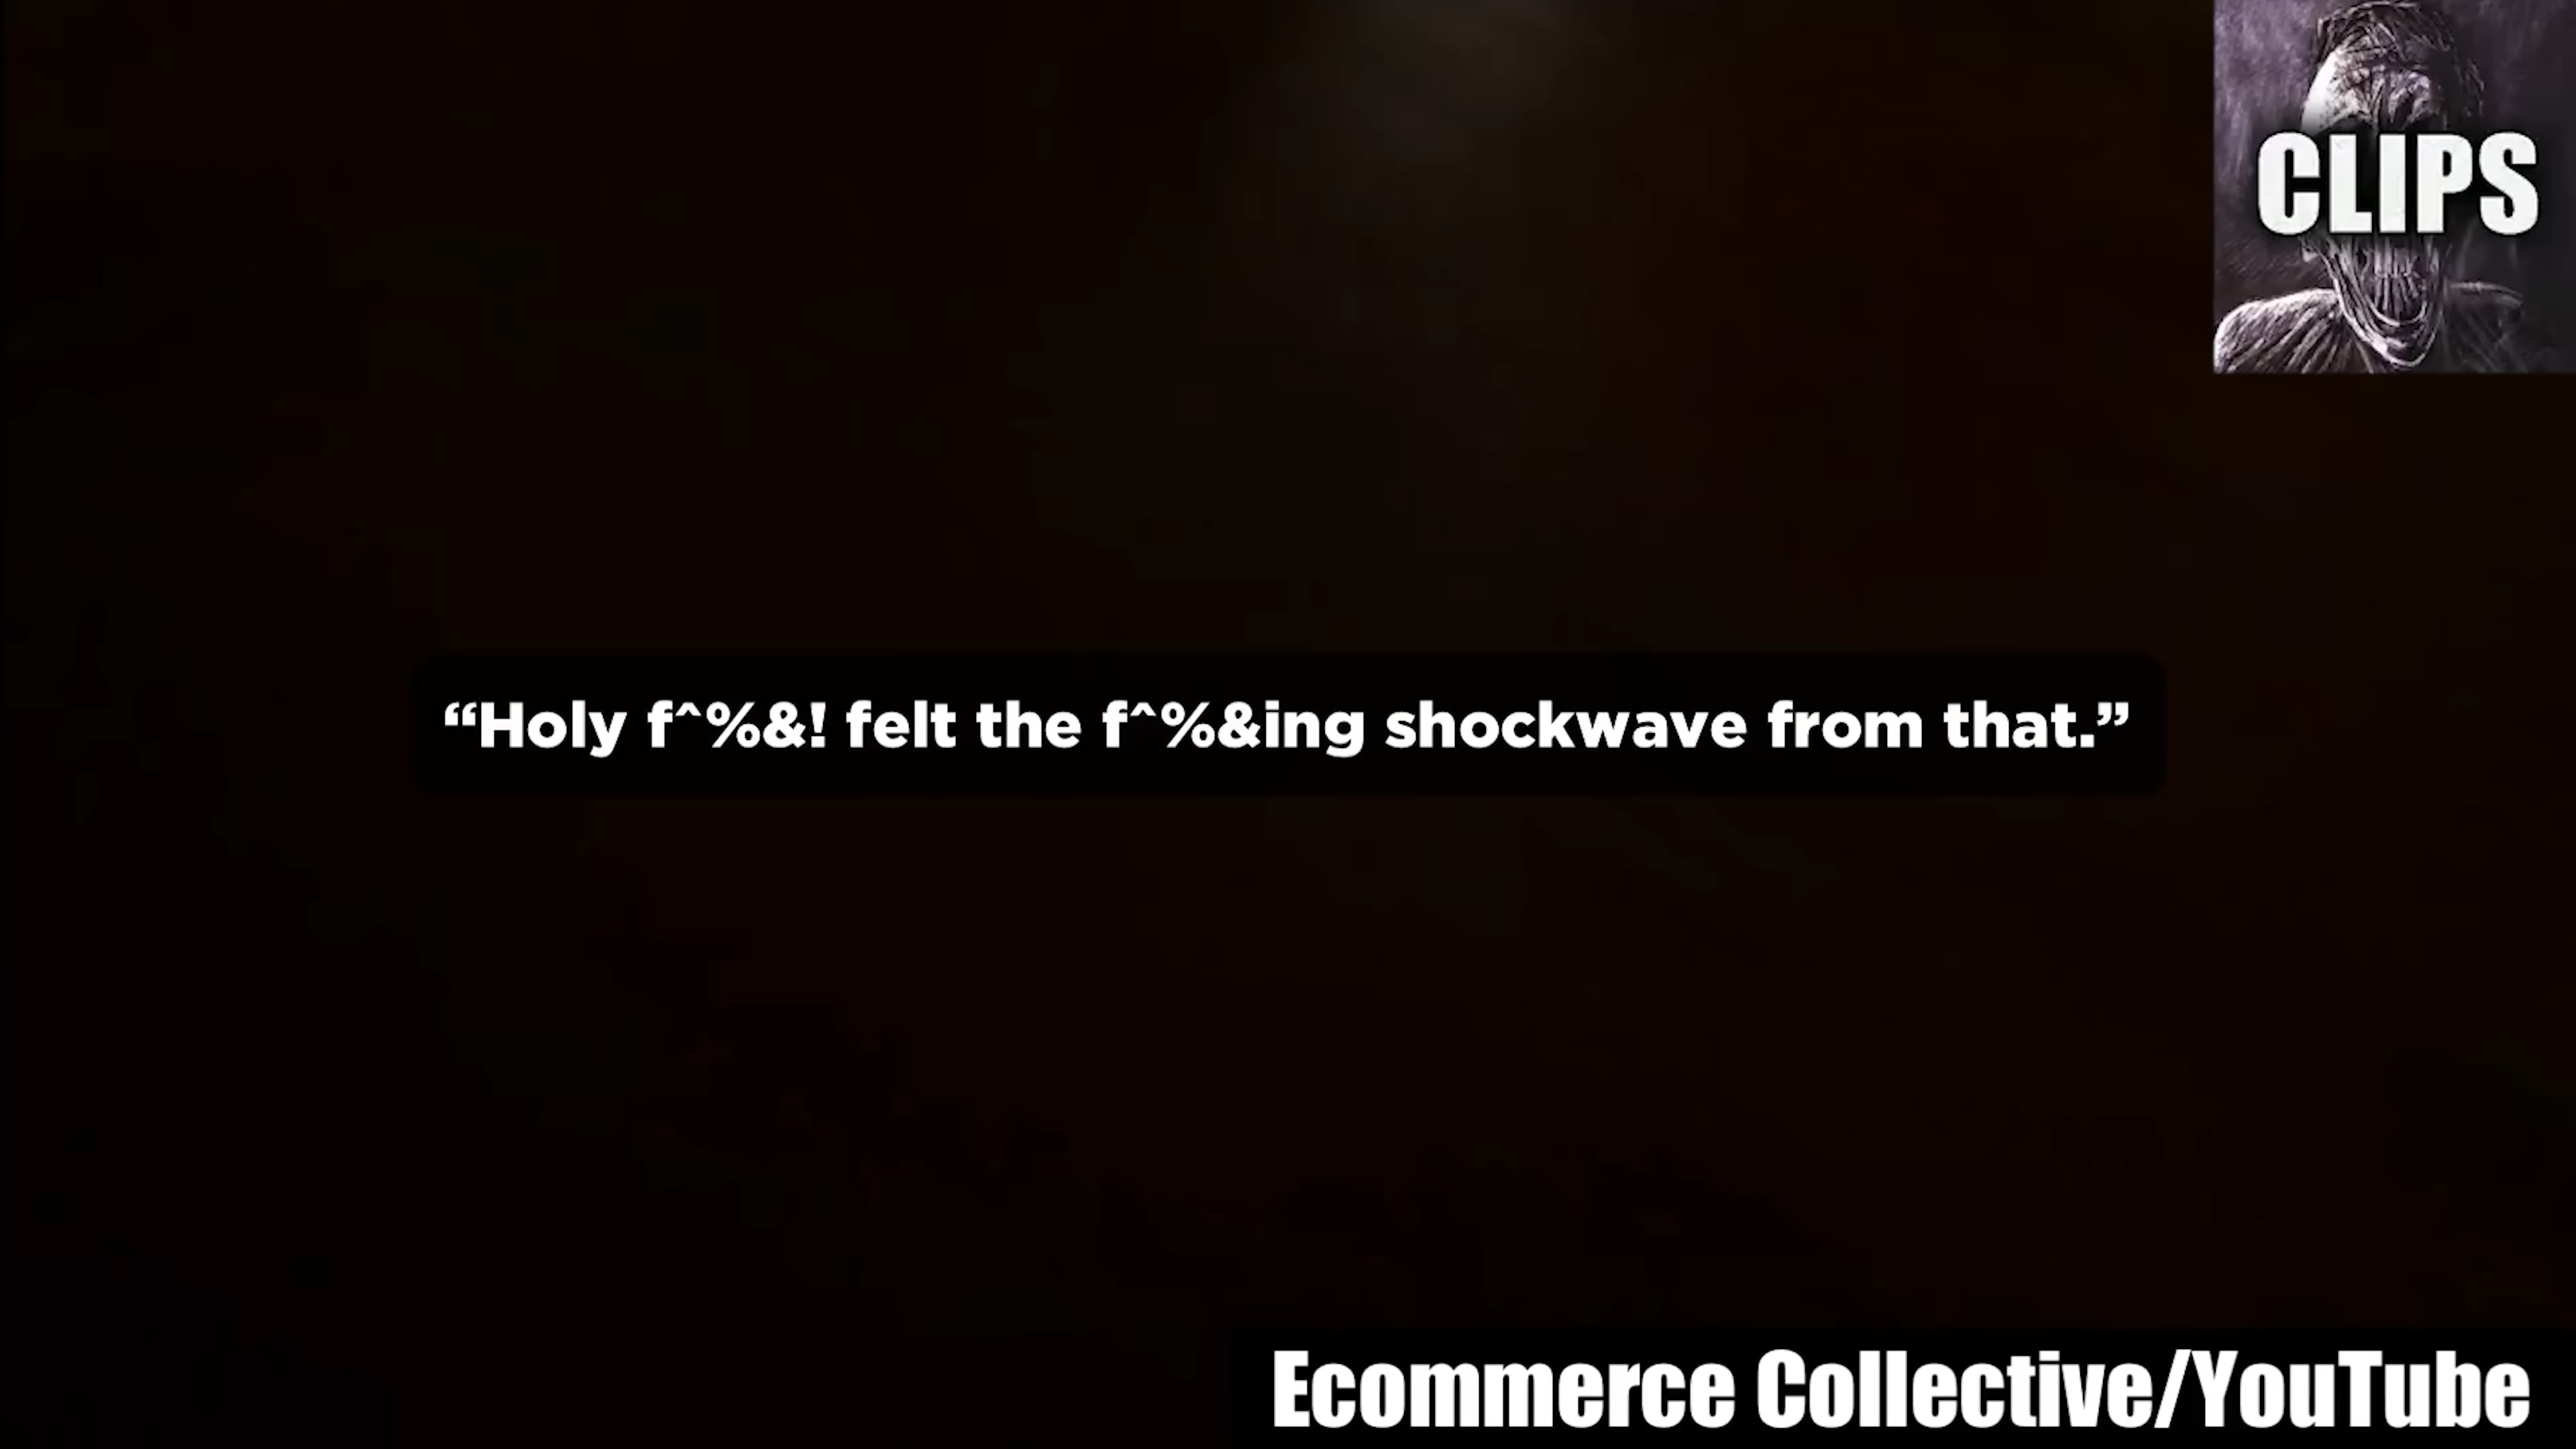 CLIPS
“Holy f^%&! felt the f^%&ing shockwave from that.”
Ecommerce Collective/YouTube